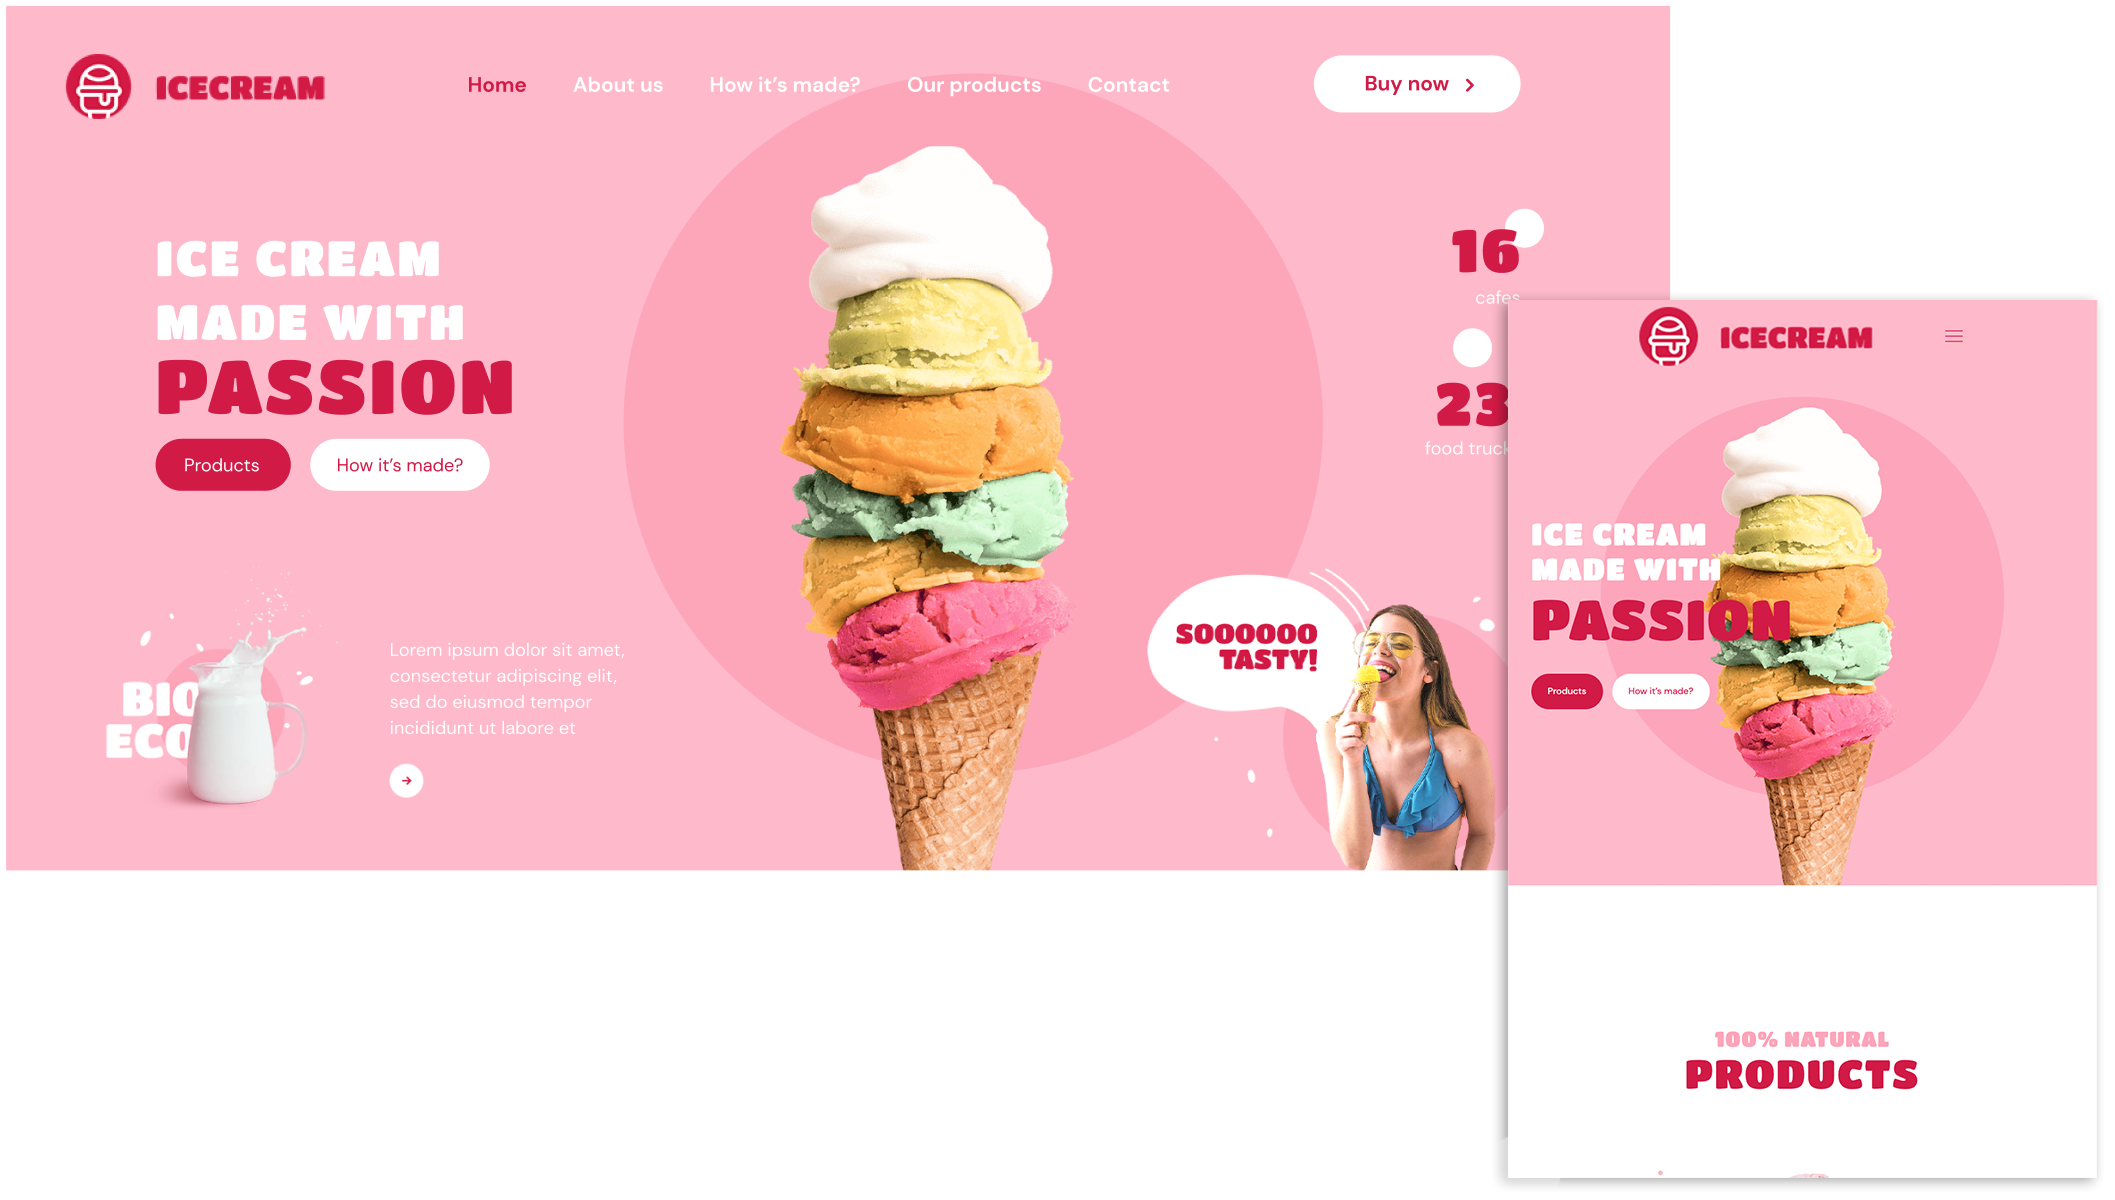 ICECREAM
Home About us How it's made? Our products Contact
Buy now
ICE CREAM
MADE WITH
PASSION
Products How it's made?
16
cafes
23
food truck
BIO
ECO
Lorem ipsum dolor sit amet,
consectetur adipiscing elit,
sed do eiusmod tempor
incididunt ut labore et
SOOOOOO
TASTY!
ICECREAM
ICE CREAM
MADE WITH
PASSION
Products How it's made?
100% NATURAL
PRODUCTS